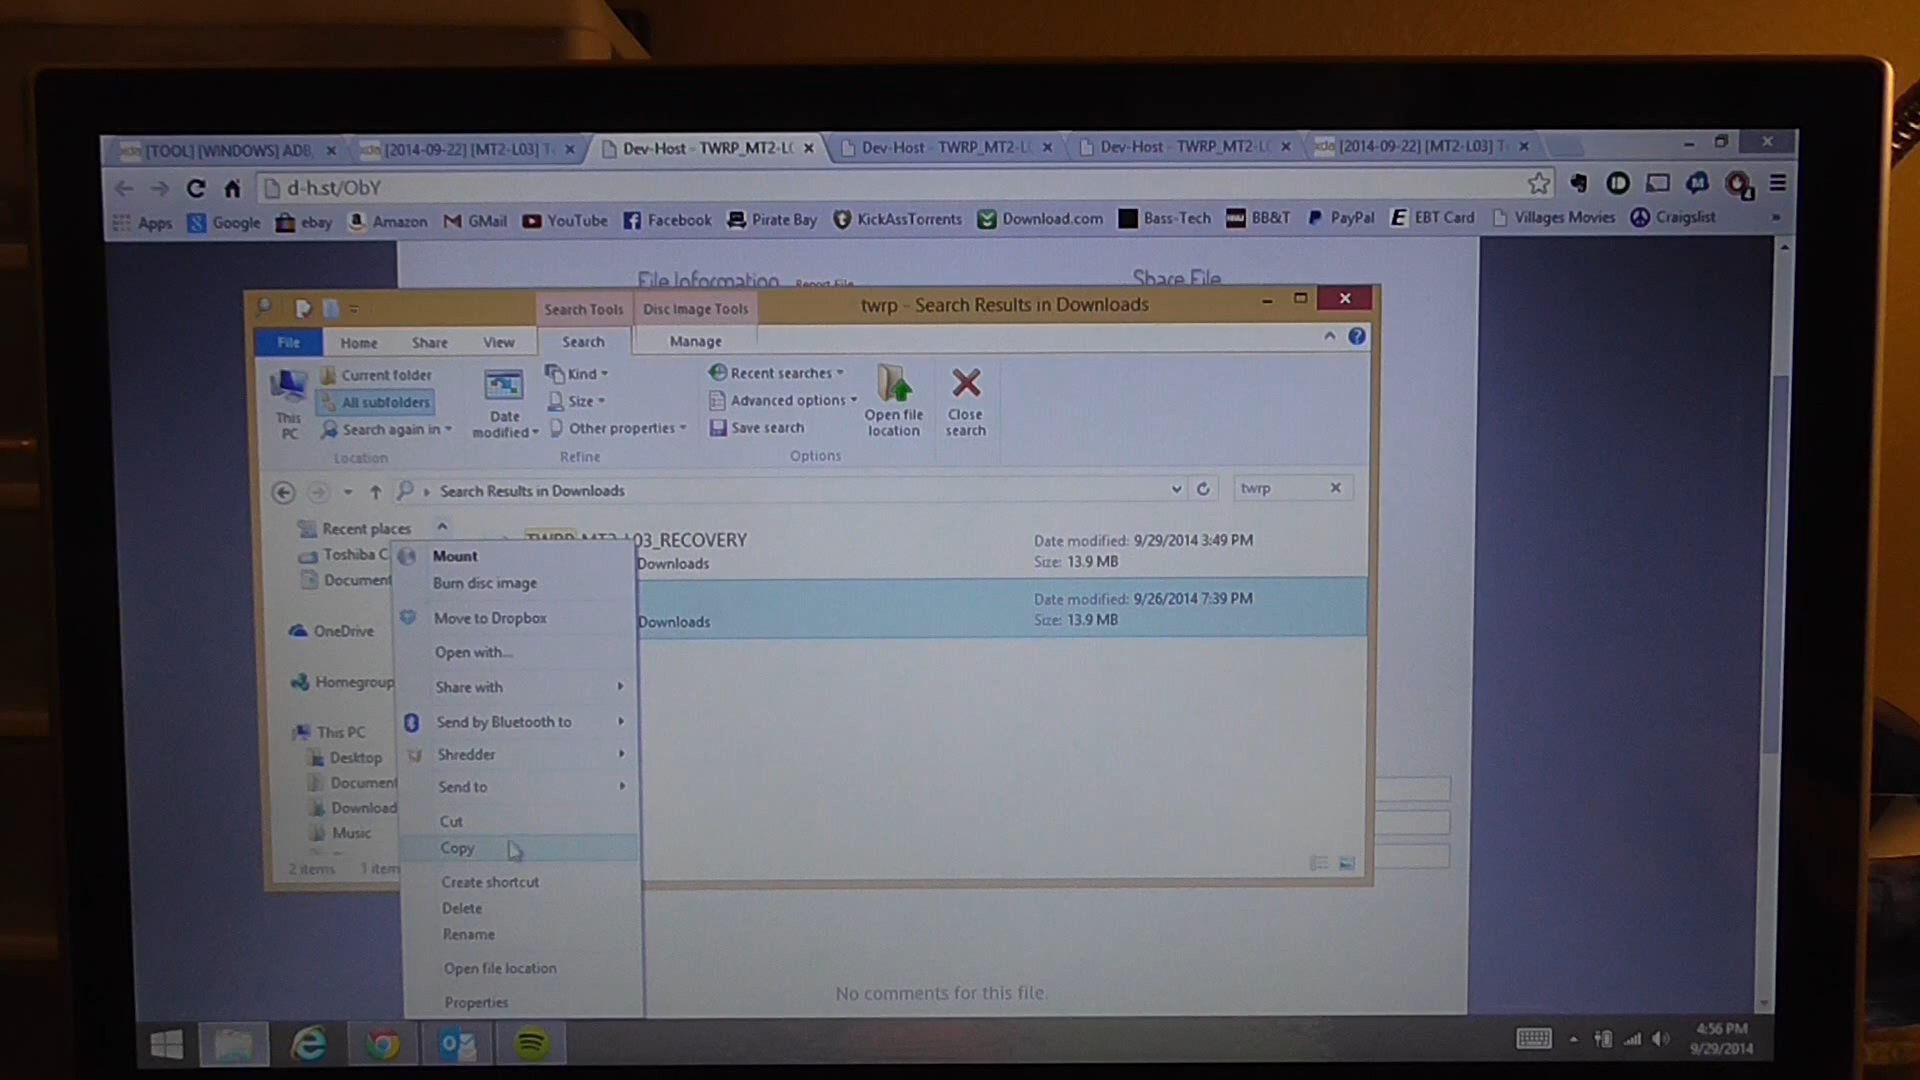 [TOOL] [WINDOWS] ADB, [2014-09-22] [MT2-L03] T Dev-Host - TWRP_MT2-L Dev-Host - TWRP_MT2-L Dev-Host - TWRP_MT2-L [2014-09-22] [MT2-L03] T
d-h.st/ObY
Apps Google ebay Amazon GMail YouTube Facebook Pirate Bay KickAssTorrents Download.com Bass-Tech BB&T PayPal EBT Card Villages Movies Craigslist »
File Information Report File Share File
Search Tools Disc Image Tools twrp - Search Results in Downloads
File Home Share View Search Manage
This PC
Current folder
All subfolders
Search again in
Location
Date modified
Kind
Size
Other properties
Refine
Recent searches
Advanced options
Save search
Options
Open file location
Close search
Search Results in Downloads twrp
Recent places
Toshiba C
Document
OneDrive
Homegroup
This PC
Desktop
Document
Download
Music
2 items 1 item
TWRP_MT2-L03_RECOVERY Date modified: 9/29/2014 3:49 PM
Downloads Size: 13.9 MB
Date modified: 9/26/2014 7:39 PM
Downloads Size: 13.9 MB
Mount
Burn disc image
Move to Dropbox
Open with...
Share with
Send by Bluetooth to
Shredder
Send to
Cut
Copy
Create shortcut
Delete
Rename
Open file location
Properties
No comments for this file.
4:56 PM
9/29/2014